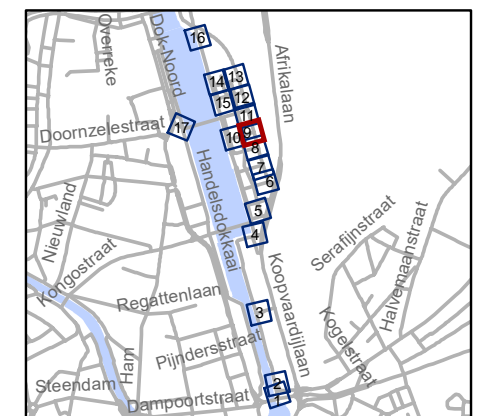 Overreke
Dok-Noord
16
Afrikalaan
14
13
15
12
11
Doornzelestraat
17
10
9
8
7
6
Handelsdokkaai
Nieuwland
5
Serafijnstraat
Halvemaanstraat
4
Kongostraat
Koopvaardijlaan
Regattenlaan
3
Kogelstraat
Pijndersstraat
Ham
Steendam
2
Dampoortstraat
1